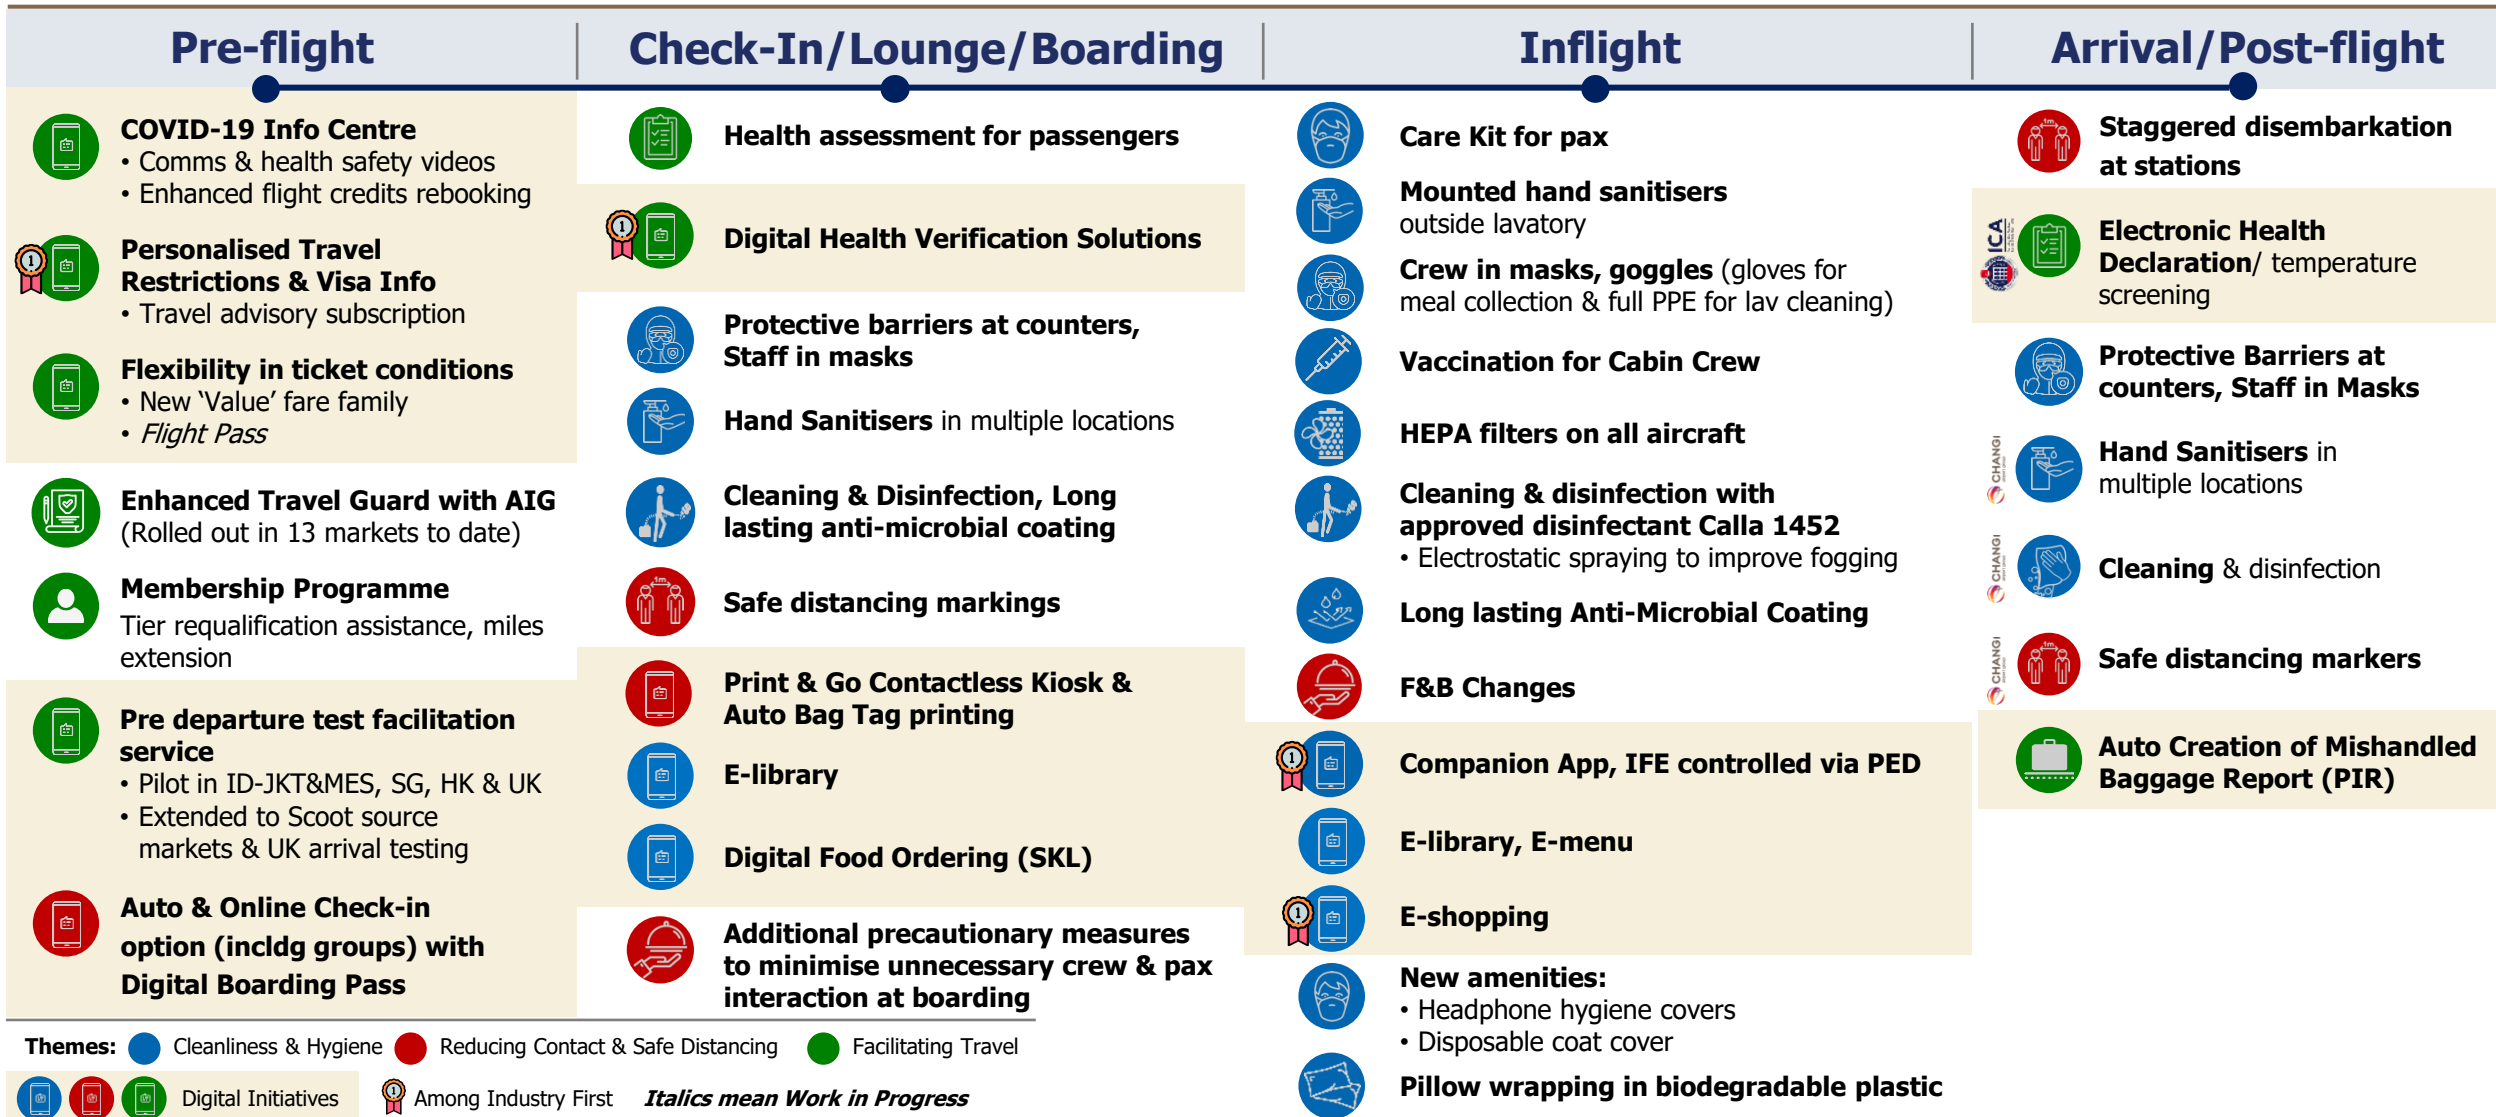 Pre-flight
Check-In/Lounge/Boarding
Inflight
Arrival/Post-flight
COVID-19 Info Centre
• Comms & health safety videos
• Enhanced flight credits rebooking
1
Personalised Travel
Restrictions & Visa Info
• Travel advisory subscription
Flexibility in ticket conditions
• New ‘Value’ fare family
• Flight Pass
Enhanced Travel Guard with AIG
(Rolled out in 13 markets to date)
Membership Programme
Tier requalification assistance, miles
extension
Pre departure test facilitation
service
• Pilot in ID-JKT&MES, SG, HK & UK
• Extended to Scoot source
markets & UK arrival testing
Auto & Online Check-in
option (incldg groups) with
Digital Boarding Pass
Health assessment for passengers
1
Digital Health Verification Solutions
Protective barriers at counters,
Staff in masks
Hand Sanitisers in multiple locations
Cleaning & Disinfection, Long
lasting anti-microbial coating
1m
Safe distancing markings
Print & Go Contactless Kiosk &
Auto Bag Tag printing
E-library
Digital Food Ordering (SKL)
Additional precautionary measures
to minimise unnecessary crew & pax
interaction at boarding
Care Kit for pax
Mounted hand sanitisers
outside lavatory
Crew in masks, goggles (gloves for
meal collection & full PPE for lav cleaning)
Vaccination for Cabin Crew
HEPA filters on all aircraft
Cleaning & disinfection with
approved disinfectant Calla 1452
• Electrostatic spraying to improve fogging
Long lasting Anti-Microbial Coating
F&B Changes
1
Companion App, IFE controlled via PED
E-library, E-menu
1
E-shopping
New amenities:
• Headphone hygiene covers
• Disposable coat cover
Pillow wrapping in biodegradable plastic
1m
Staggered disembarkation
at stations
ICA
Electronic Health
Declaration/ temperature
screening
Protective Barriers at
counters, Staff in Masks
CHANGI
Hand Sanitisers in
multiple locations
CHANGI
Cleaning & disinfection
CHANGI
1m
Safe distancing markers
Auto Creation of Mishandled
Baggage Report (PIR)
Themes:
Cleanliness & Hygiene
Reducing Contact & Safe Distancing
Facilitating Travel
Digital Initiatives
1
Among Industry First
Italics mean Work in Progress